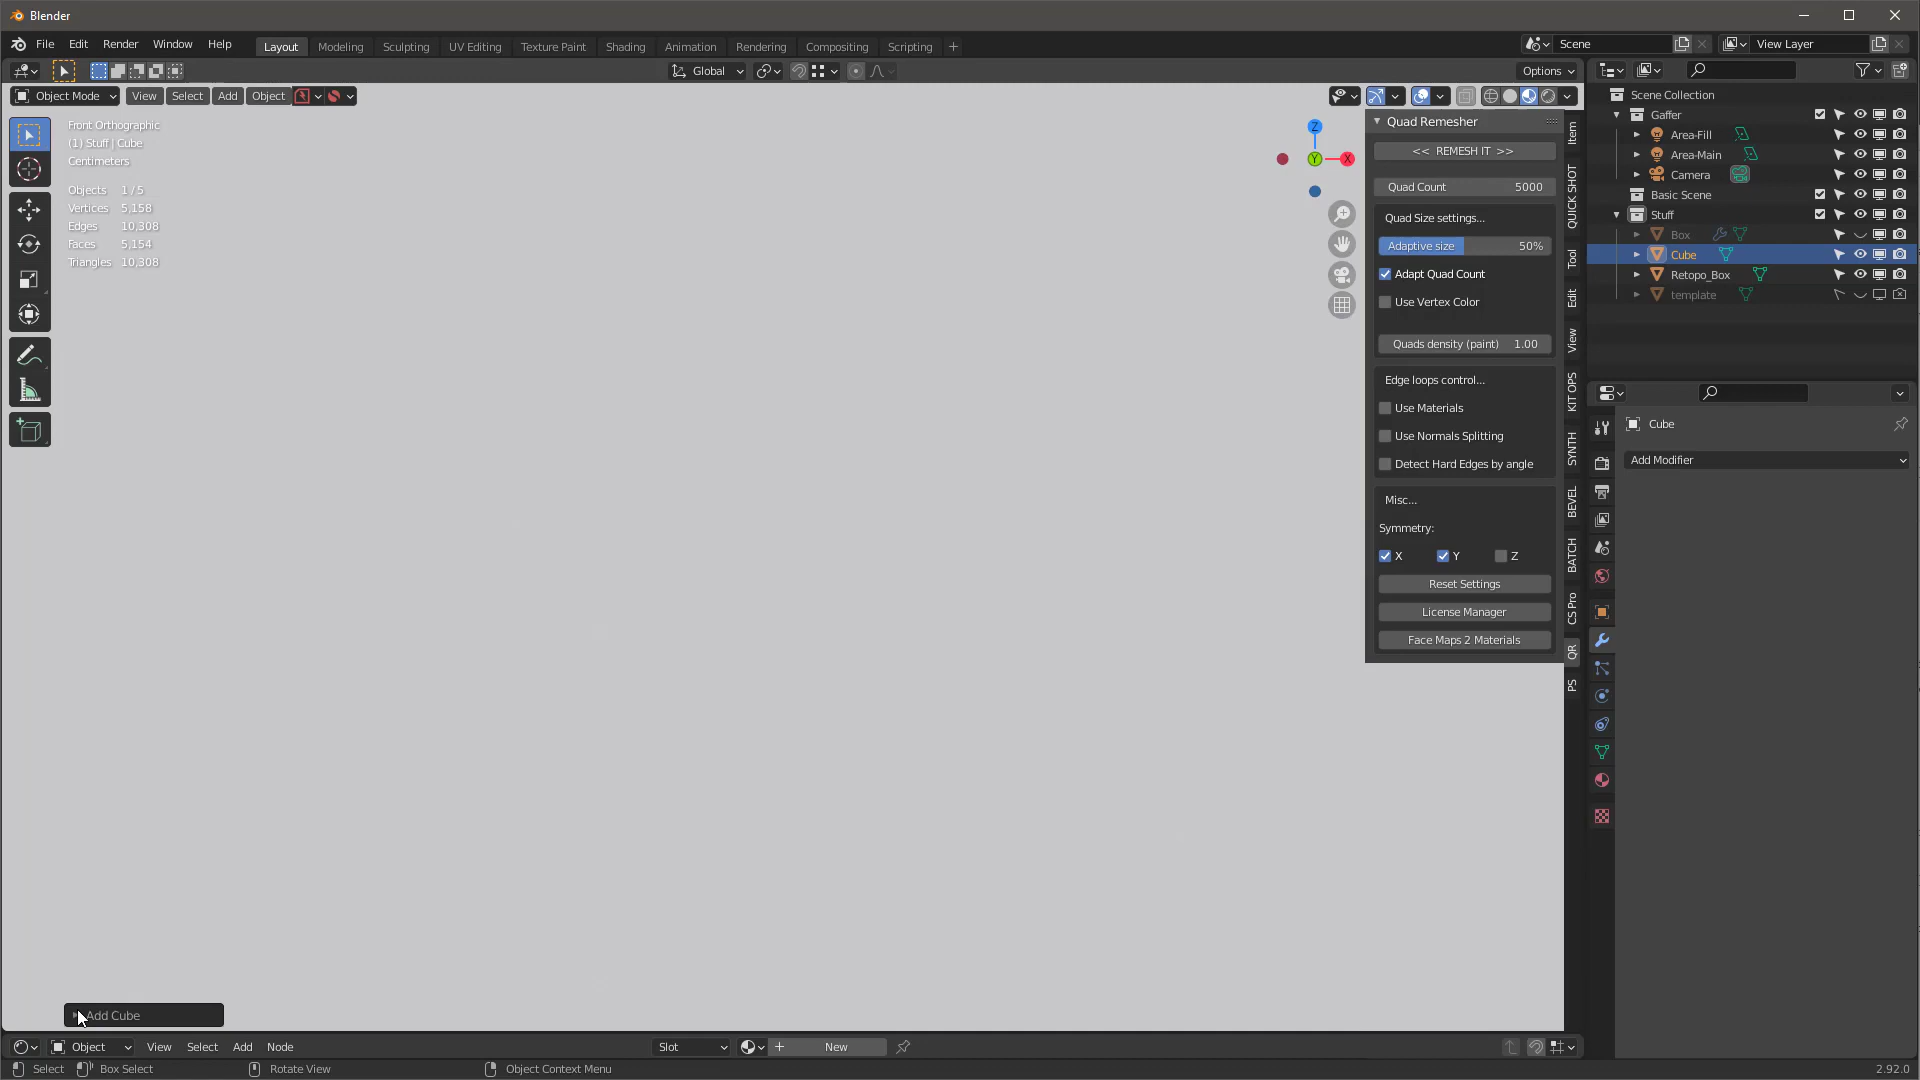 Blender
File Edit Render Window Help Layout Modeling Sculpting UV Editing Texture Paint Shading Animation Rendering Compositing Scripting + Scene View Layer
Global Options
Object Mode View Select Add Object
Front Orthographic
(1) Stuff | Cube
Centimeters
Objects 1 / 5
Vertices 5,158
Edges 10,308
Faces 5,154
Triangles 10,308
Z
Y
X
Quad Remesher
<< REMESH IT >>
Quad Count 5000
Quad Size settings...
Adaptive size 50%
Adapt Quad Count
Use Vertex Color
Quads density (paint) 1.00
Edge loops control...
Use Materials
Use Normals Splitting
Detect Hard Edges by angle
Misc...
Symmetry:
X Y Z
Reset Settings
License Manager
Face Maps 2 Materials
Item
QUICK SHOT
Tool
Edit
View
KIT OPS
SYNTH
BEVEL
BATCH
CS Pro
QR
PS
Scene Collection
Gaffer
Area-Fill
Area-Main
Camera
Basic Scene
Stuff
Box
Cube
Retopo_Box
template
Cube
Add Modifier
Add Cube
Object View Select Add Node Slot + New
Select Box Select Rotate View Object Context Menu 2.92.0